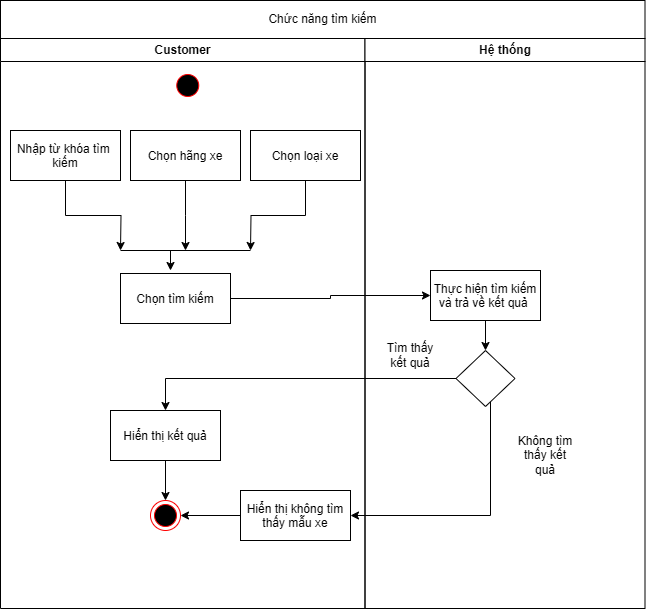 Chức năng tìm kiếm
Customer
Hệ thống
Nhập từ khóa tìm
kiếm
Chọn hãng xe
Chọn loại xe
Chọn tìm kiếm
Thực hiện tìm kiếm
và trả về kết quả
Tìm thấy
kết quả
Hiển thị kết quả
Không tìm
thấy kết
quả
Hiển thị không tìm
thấy mẫu xe